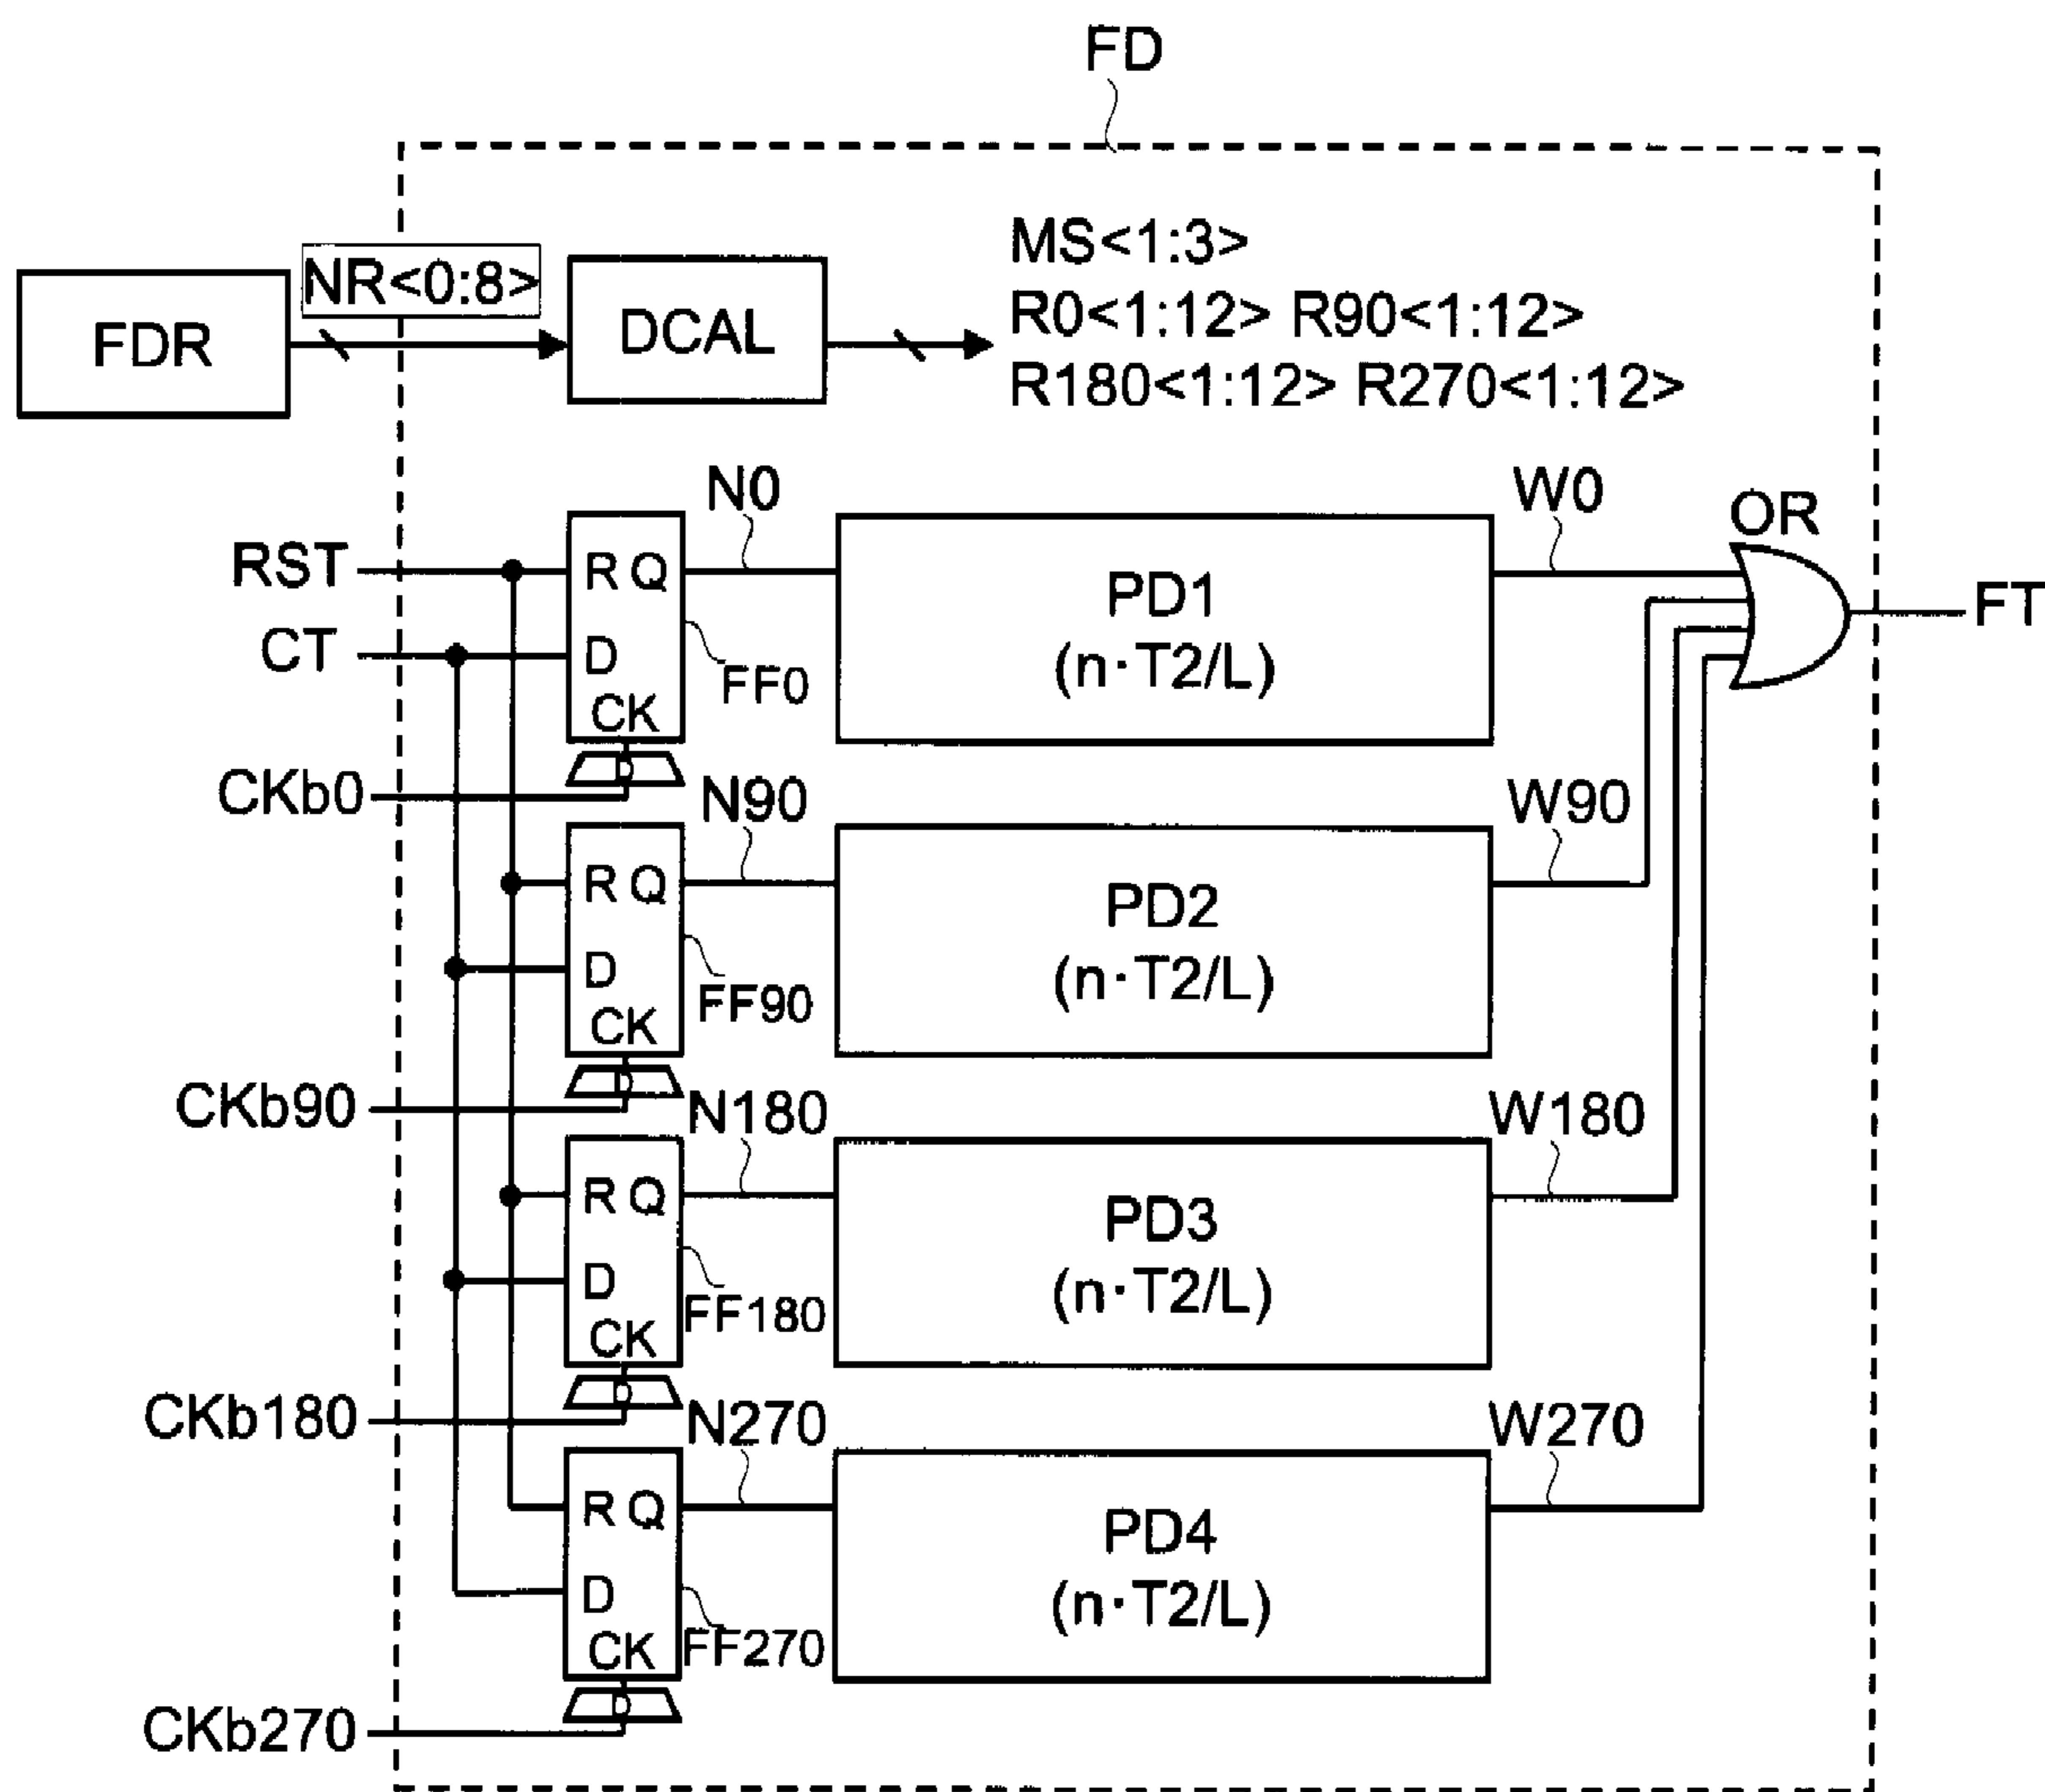 FD
NR<0:8>
FDR
DCAL
MS<1:3>
R0<1:12> R90<1:12>
R180<1:12> R270<1:12>
N0
W0
OR
RST
R Q
PD1
(n·T2/L)
FT
CT
D
FF0
CK
CKb0
N90
W90
R Q
PD2
(n·T2/L)
D
FF90
CK
CKb90
N180
W180
R Q
PD3
(n·T2/L)
D
FF180
CK
CKb180
N270
W270
R Q
PD4
(n·T2/L)
D
FF270
CK
CKb270